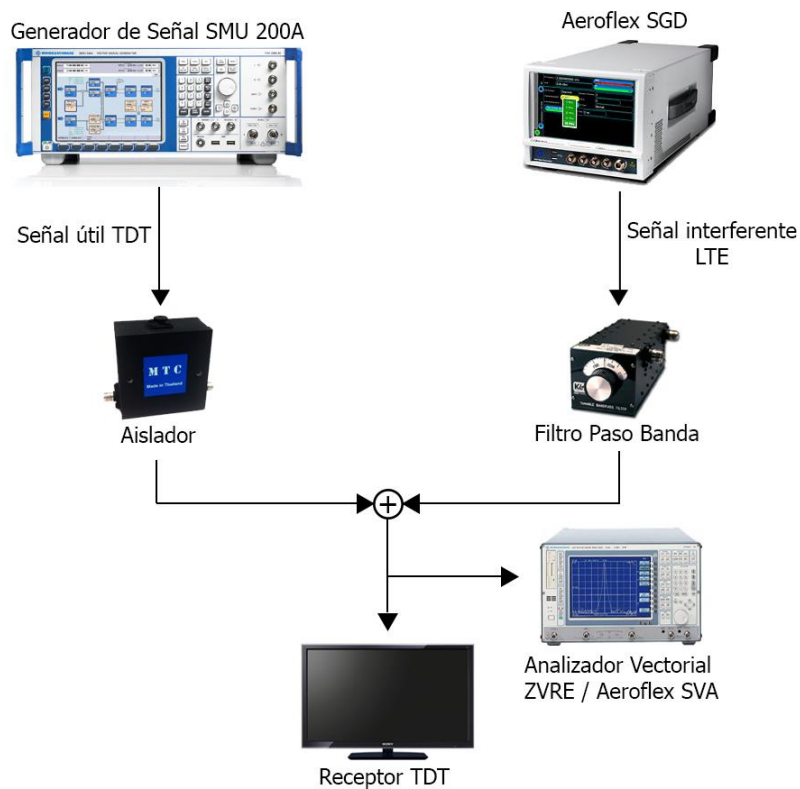 Generador de Señal SMU 200A
Aeroflex SGD
Señal útil TDT
Señal interferente
LTE
M T C
Made in Thailand
Aislador
Filtro Paso Banda
Analizador Vectorial
ZVRE / Aeroflex SVA
SONY
Receptor TDT